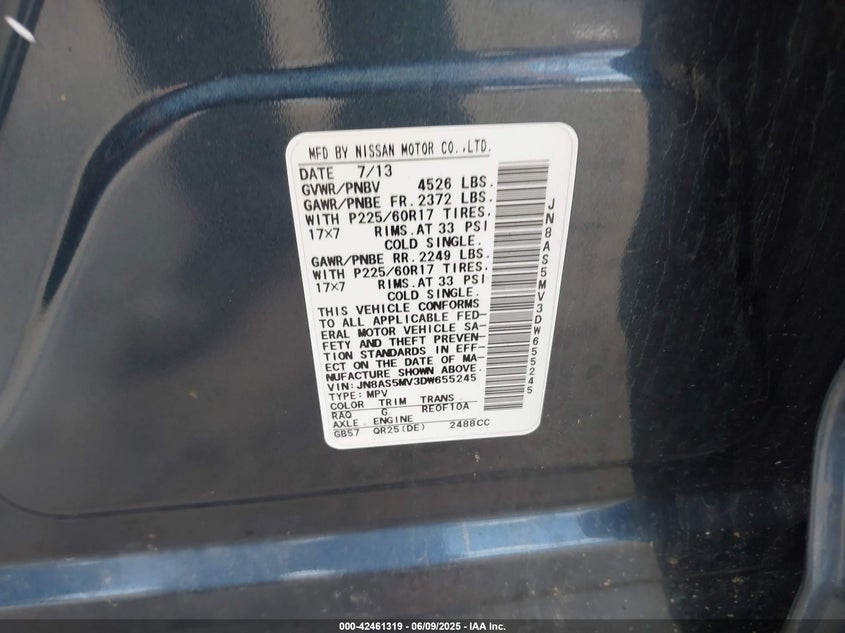 MFD BY NISSAN MOTOR CO.,LTD.
DATE 7/13
GVWR/PNBV 4526 LBS.
GAWR/PNBE FR. 2372 LBS.
WITH P225/60R17 TIRES.
17X7 RIMS.AT 33 PSI
COLD SINGLE.
GAWR/PNBE RR. 2249 LBS.
WITH P225/60R17 TIRES.
17X7 RIMS.AT 33 PSI
COLD SINGLE.
THIS VEHICLE CONFORMS
TO ALL APPLICABLE FED-
ERAL MOTOR VEHICLE SA-
FETY AND THEFT PREVEN-
TION STANDARDS IN EFF-
ECT ON THE DATE OF MA-
NUFACTURE SHOWN ABOVE.
VIN: JN8AS5MV3DW655245
TYPE: MPV
COLOR TRIM TRANS
RAQ G RE0F10A
AXLE ENGINE
GB57 QR25(DE) 2488CC
JN8AS5MV3DW655245
000-42461319 / 06/09/2025 - IAA Inc.